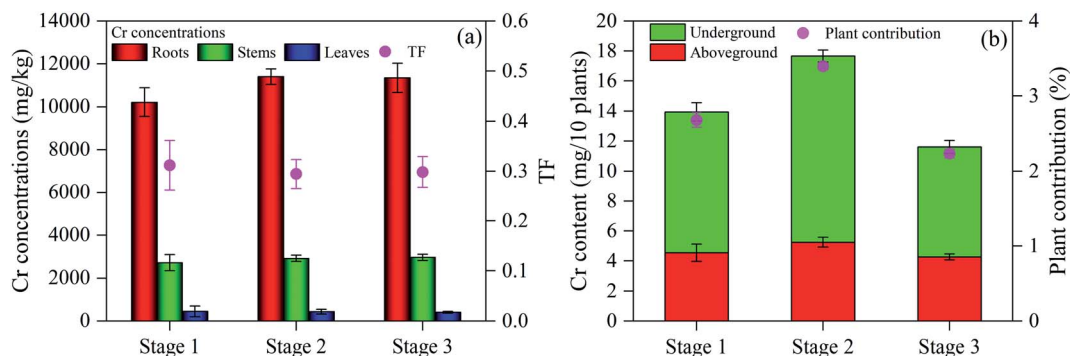 14000
12000
10000
8000
6000
4000
2000
0
Cr concentrations (mg/kg)
Cr concentrations
Roots Stems Leaves TF
(a)
0.6
0.5
0.4
0.3
0.2
0.1
0.0
TF
Stage 1 Stage 2 Stage 3
20
18
16
14
12
10
8
6
4
2
0
Cr content (mg/10 plants)
Underground Plant contribution
Aboveground
(b)
4
3
2
1
0
Plant contribution (%)
Stage 1 Stage 2 Stage 3